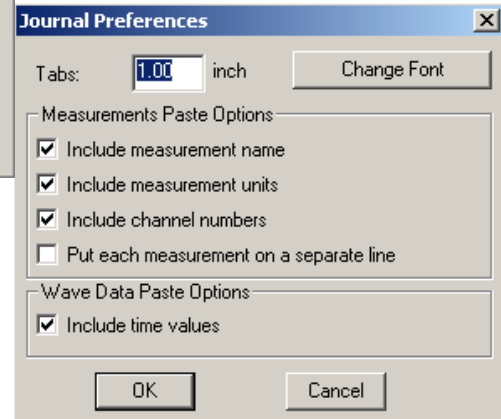 Journal Preferences
Tabs: 1.00 inch Change Font
Measurements Paste Options
Include measurement name
Include measurement units
Include channel numbers
Put each measurement on a separate line
Wave Data Paste Options
Include time values
OK Cancel